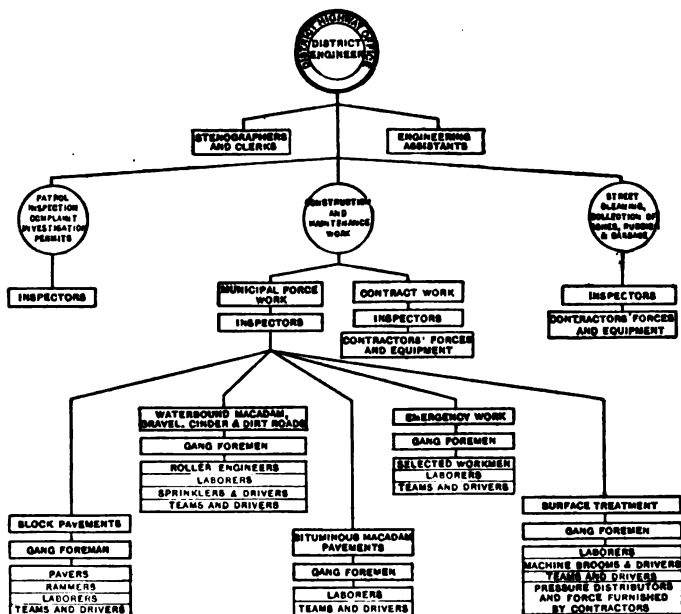 DISTRICT HIGHWAY OFFICE
DISTRICT
ENGINEER
STENOGRAPHERS
AND CLERKS
ENGINEERING
ASSISTANTS
PATROL
INSPECTION
COMPLAINT
INVESTIGATION
PERMITS
CONSTRUCTION
AND
MAINTENANCE
WORK
STREET
CLEANING,
COLLECTION OF
ASHES, RUBBISH
& GARBAGE
INSPECTORS
MUNICIPAL FORCE
WORK
INSPECTORS
CONTRACT WORK
INSPECTORS
CONTRACTORS' FORCES
AND EQUIPMENT
INSPECTORS
CONTRACTORS' FORCES
AND EQUIPMENT
BLOCK PAVEMENTS
GANG FOREMAN
PAVERS
RAMMERS
LABORERS
TEAMS AND DRIVERS
WATERBOUND MACADAM,
GRAVEL, CINDER & DIRT ROADS
GANG FOREMEN
ROLLER ENGINEERS
LABORERS
SPRINKLERS & DRIVERS
TEAMS AND DRIVERS
BITUMINOUS MACADAM
PAVEMENTS
GANG FOREMEN
LABORERS
TEAMS AND DRIVERS
EMERGENCY WORK
GANG FOREMEN
SELECTED WORKMEN
LABORERS
TEAMS AND DRIVERS
SURFACE TREATMENT
GANG FOREMEN
LABORERS
MACHINE BROOMS & DRIVERS
TEAMS AND DRIVERS
PRESSURE DISTRIBUTORS
AND FORCE FURNISHED
BY CONTRACTORS